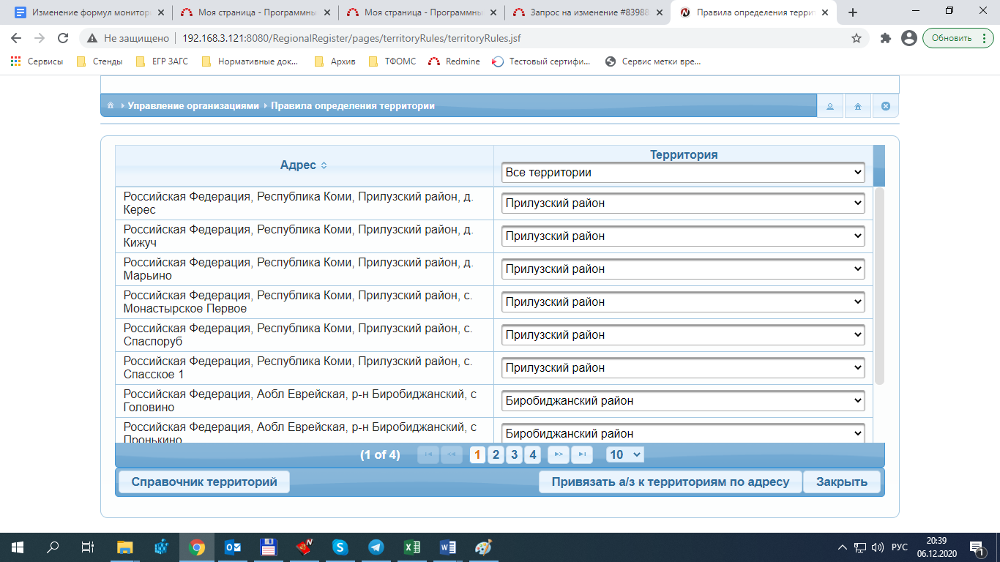 Изменение формул монитори
Моя страница - Программны
Моя страница - Программны
Запрос на изменение #83988
Правила определения террит
Не защищено
192.168.3.121:8080/RegionalRegister/pages/territoryRules/territoryRules.jsf
Обновить
Сервисы
Стенды
ЕГР ЗАГС
Нормативные док...
Архив
ТФОМС
Redmine
Тестовый сертифи...
Сервис метки вре...
Управление организациями
Правила определения территории
Адрес
Территория
Все территории
Российская Федерация, Республика Коми, Прилузский район, д.
Керес
Прилузский район
Российская Федерация, Республика Коми, Прилузский район, д.
Кижуч
Прилузский район
Российская Федерация, Республика Коми, Прилузский район, д.
Марьино
Прилузский район
Российская Федерация, Республика Коми, Прилузский район, с.
Монастырское Первое
Прилузский район
Российская Федерация, Республика Коми, Прилузский район, с.
Спаспоруб
Прилузский район
Российская Федерация, Республика Коми, Прилузский район, с.
Спасское 1
Прилузский район
Российская Федерация, Аобл Еврейская, р-н Биробиджанский, с
Головино
Биробиджанский район
Российская Федерация, Аобл Еврейская, р-н Биробиджанский, с
Пронькино
Биробиджанский район
(1 of 4)
1
2
3
4
10
Справочник территорий
Привязать а/з к территориям по адресу
Закрыть
РУС
20:39
06.12.2020
1